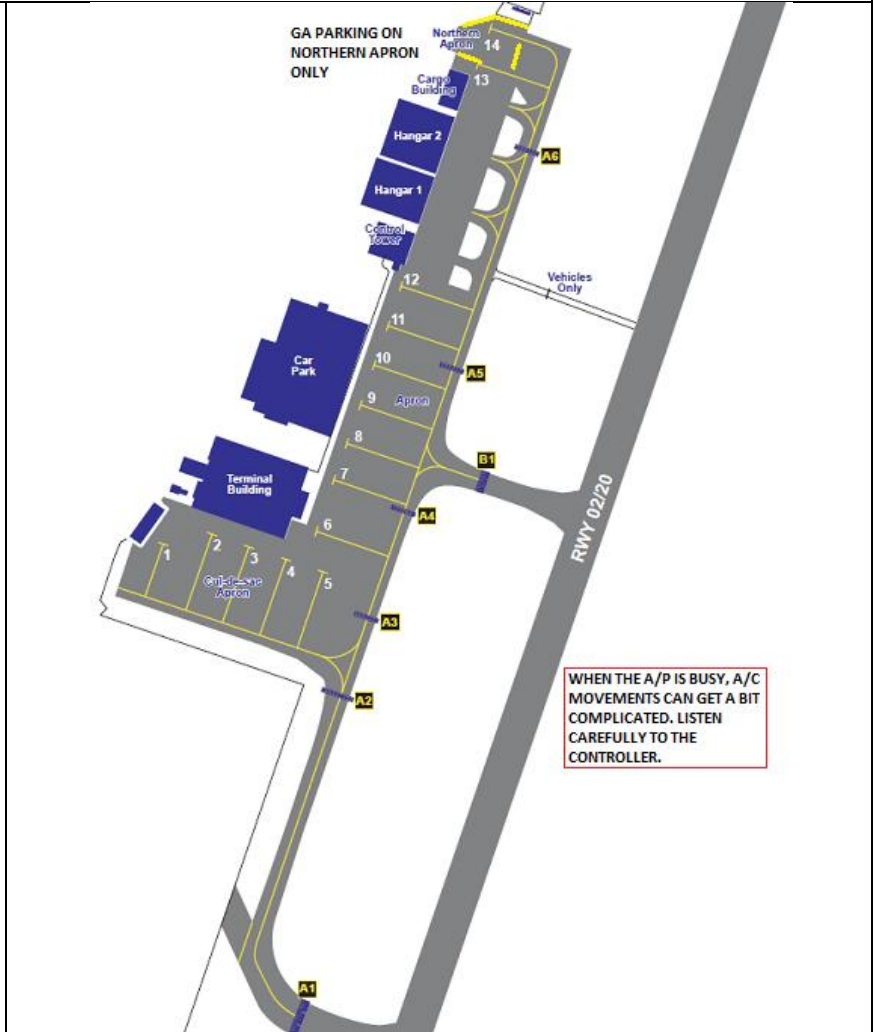 GA PARKING ON
NORTHERN APRON
ONLY
Northern
Apron
14
13
Cargo
Building
Hangar 2
A6
Hangar 1
Control
Tower
Vehicles
Only
12
11
Car
Park
10
A5
9
Apron
8
B1
Terminal
Building
7
A4
6
RWY 02/20
1
2
3
4
5
Cul-de-sac
Apron
A3
WHEN THE A/P IS BUSY, A/C
MOVEMENTS CAN GET A BIT
COMPLICATED. LISTEN
CAREFULLY TO THE
CONTROLLER.
A2
A1